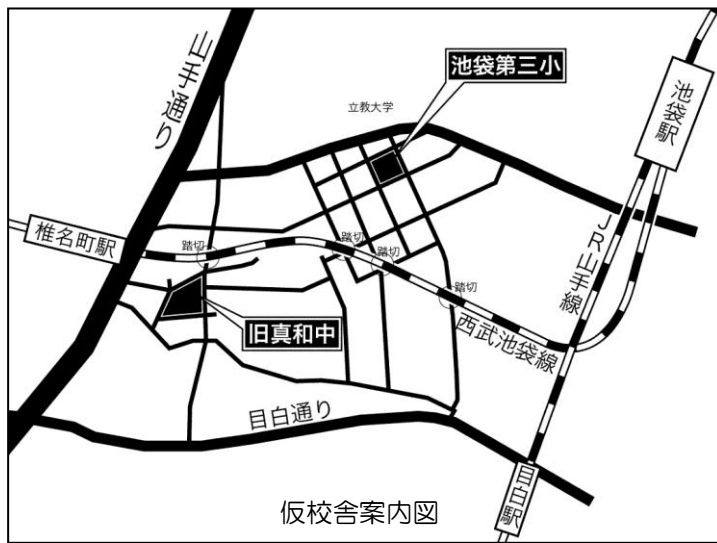 山手通り
池袋第三小
立教大学
池袋駅
椎名町駅
踏切
踏切
踏切
踏切
JR山手線
旧真和中
西武池袋線
目白通り
目白駅
仮校舎案内図